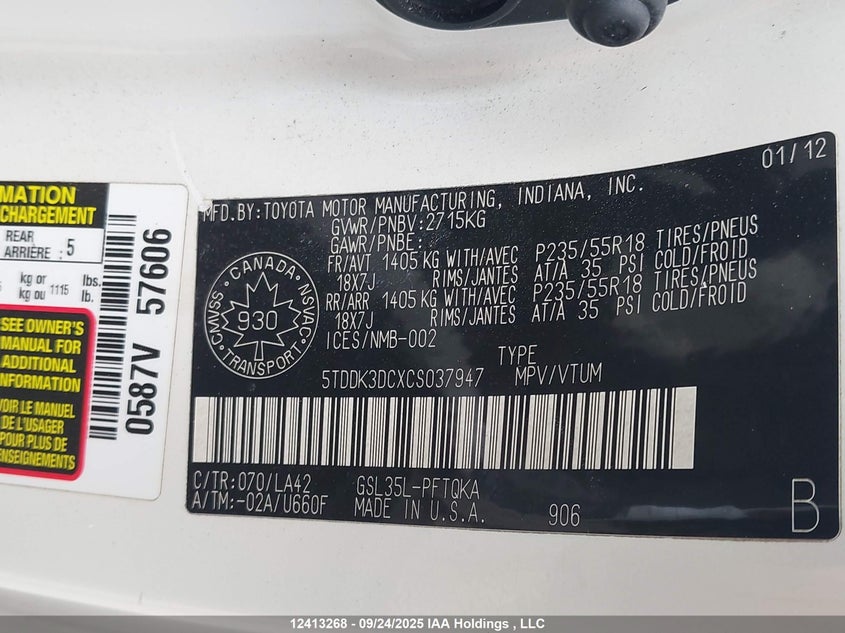 MATION
CHARGEMENT
REAR
ARRIÈRE : 5
kg or 1115 lbs.
kg ou lb.
SEE OWNER'S
MANUAL FOR
ADDITIONAL
INFORMATION
VOIR LE MANUEL
DE L'USAGER
POUR PLUS DE
RENSEIGNEMENTS
0587V 57606
01/12
MFD.BY:TOYOTA MOTOR MANUFACTURING, INDIANA, INC.
GVWR/PNBV:2715KG
GAWR/PNBE:
FR/AVT 1405 KG WITH/AVEC P235/55R18 TIRES/PNEUS
18X7J RIMS/JANTES AT/A 35 PSI COLD/FROID
RR/ARR 1405 KG WITH/AVEC P235/55R18 TIRES/PNEUS
18X7J RIMS/JANTES AT/A 35 PSI COLD/FROID
ICES/NMB-002
CANADA
CMVSS 930 NSVAC
TRANSPORT
TYPE
5TDDK3DCXCS037947 MPV/VTUM
C/TR:070/LA42 GSL35L-PFTQKA
A/TM:-02A/U660F MADE IN U.S.A. 906
B
12413268 - 09/24/2025 IAA Holdings , LLC